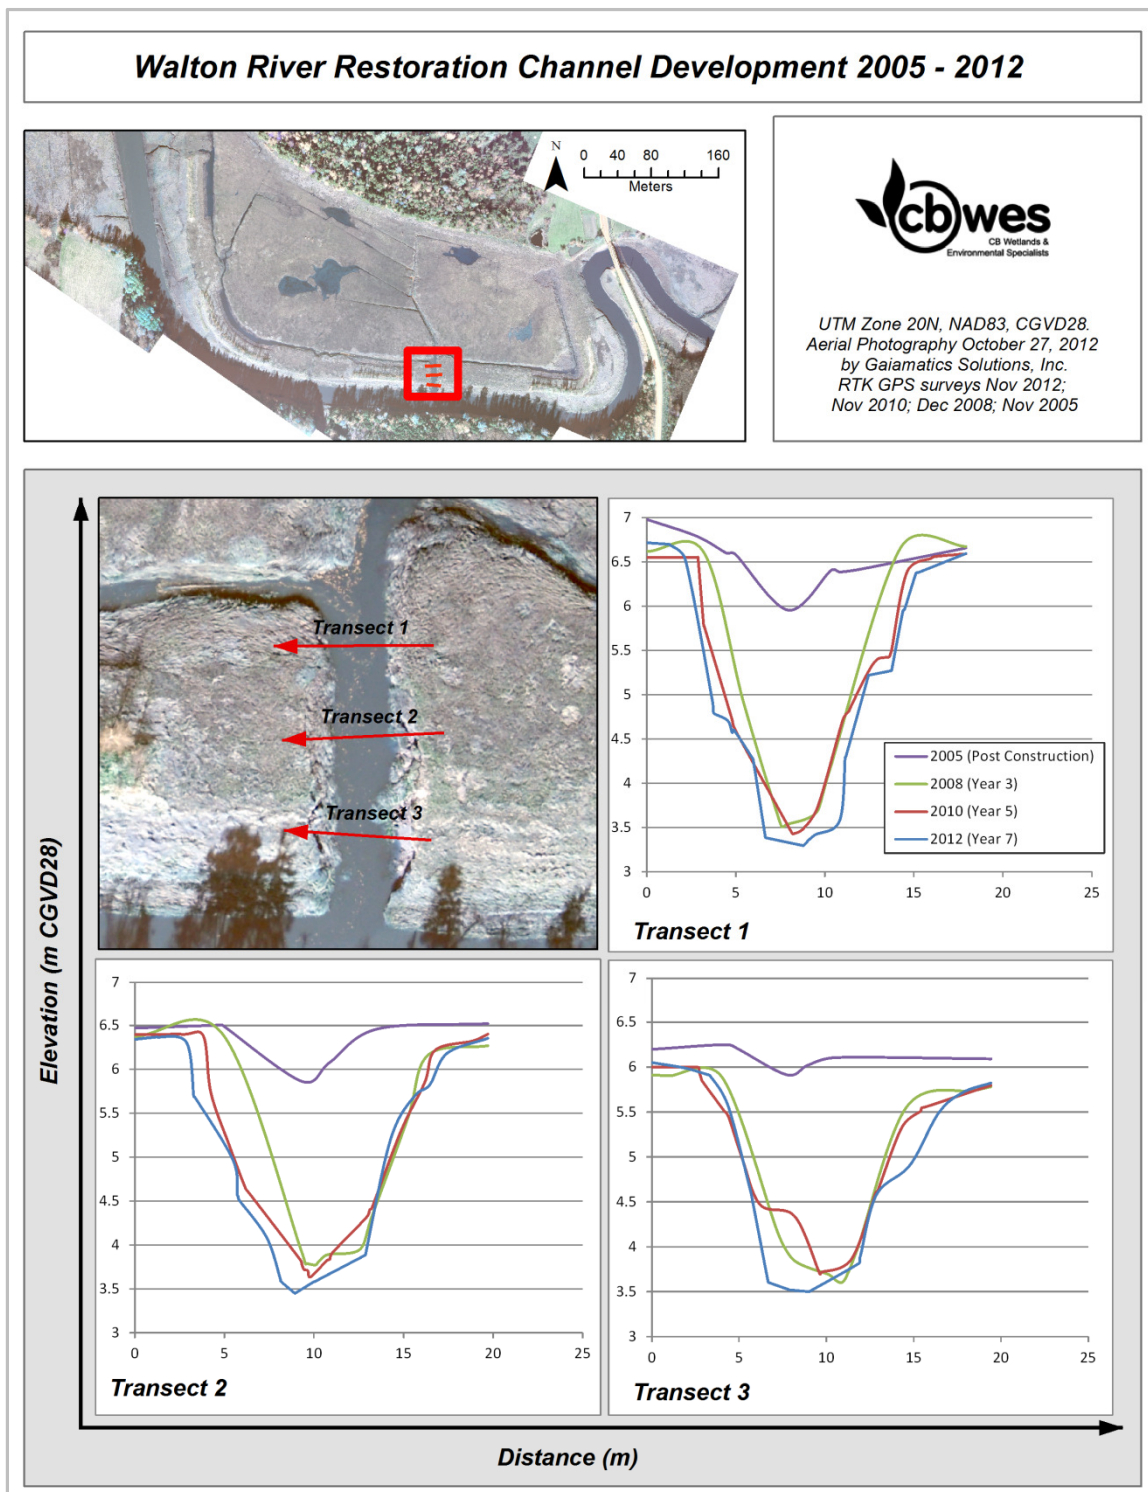 Walton River Restoration Channel Development 2005 - 2012
N
0 40 80 160
Meters
cbwes
CB Wetlands &
Environmental Specialists
UTM Zone 20N, NAD83, CGVD28.
Aerial Photography October 27, 2012
by Gaiamatics Solutions, Inc.
RTK GPS surveys Nov 2012;
Nov 2010; Dec 2008; Nov 2005
Elevation (m CGVD28)
Transect 1
Transect 2
Transect 3
7
6.5
6
5.5
5
4.5
4
3.5
3
0 5 10 15 20 25
2005 (Post Construction)
2008 (Year 3)
2010 (Year 5)
2012 (Year 7)
Transect 1
7
6.5
6
5.5
5
4.5
4
3.5
3
0 5 10 15 20 25
Transect 2
7
6.5
6
5.5
5
4.5
4
3.5
3
0 5 10 15 20 25
Transect 3
Distance (m)